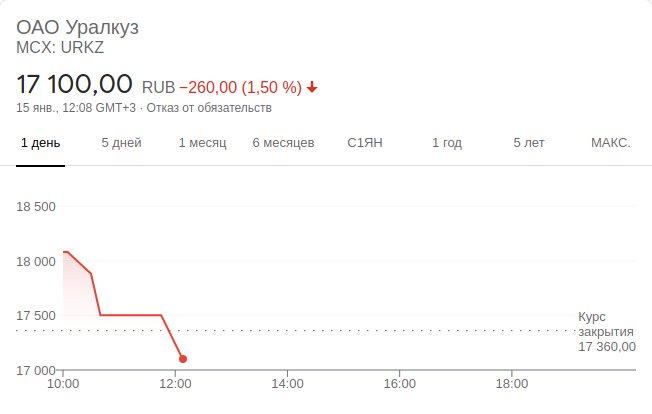 ОАО Уралкуз
MCX: URKZ
17 100,00 RUB −260,00 (1,50 %)
15 янв., 12:08 GMT+3 · Отказ от обязательств
1 день 5 дней 1 месяц 6 месяцев С1ЯН 1 год 5 лет МАКС.
18 500
18 000
17 500
Курс
закрытия
17 360,00
17 000
10:00 12:00 14:00 16:00 18:00